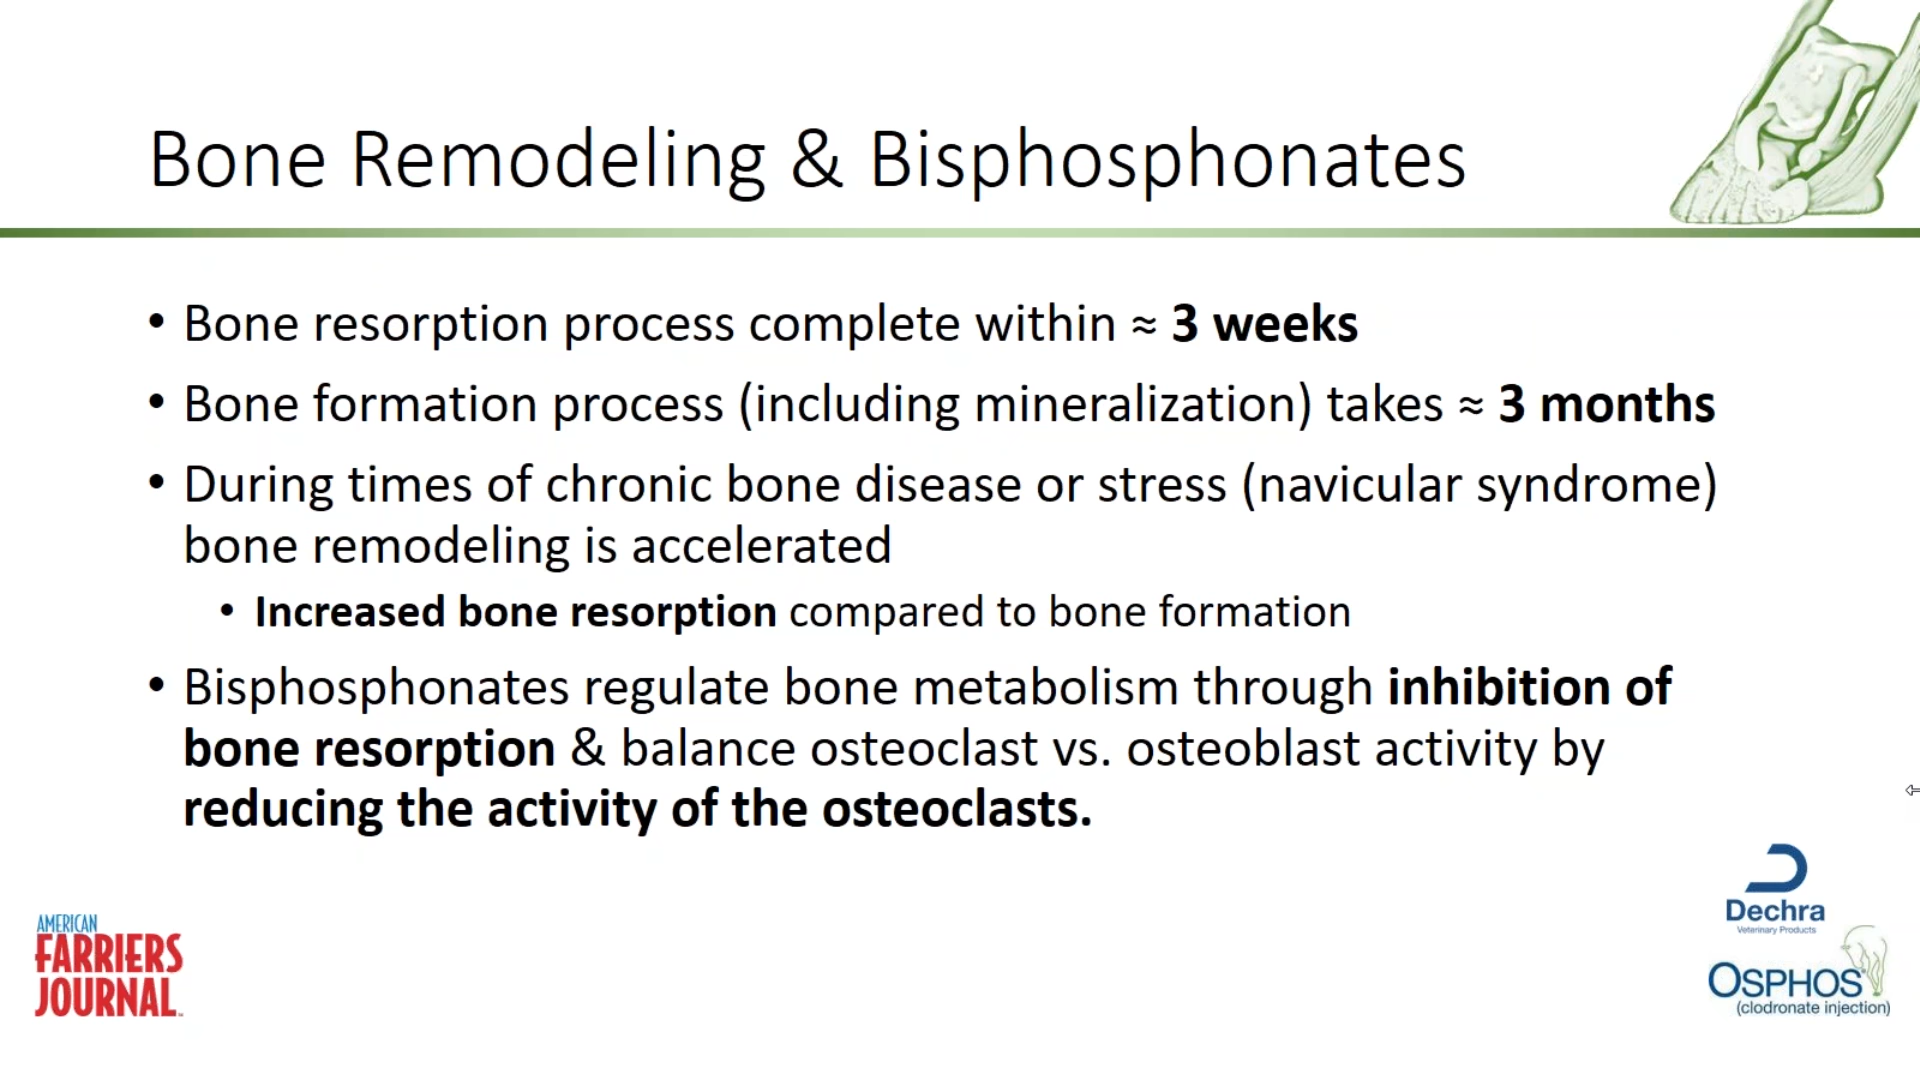 Bone Remodeling & Bisphosphonates
• Bone resorption process complete within ≈ 3 weeks
• Bone formation process (including mineralization) takes ≈ 3 months
• During times of chronic bone disease or stress (navicular syndrome)
bone remodeling is accelerated
• Increased bone resorption compared to bone formation
• Bisphosphonates regulate bone metabolism through inhibition of
bone resorption & balance osteoclast vs. osteoblast activity by
reducing the activity of the osteoclasts.
AMERICAN
FARRIERS
JOURNAL
Dechra
Veterinary Products
OSPHOS
(clodronate injection)